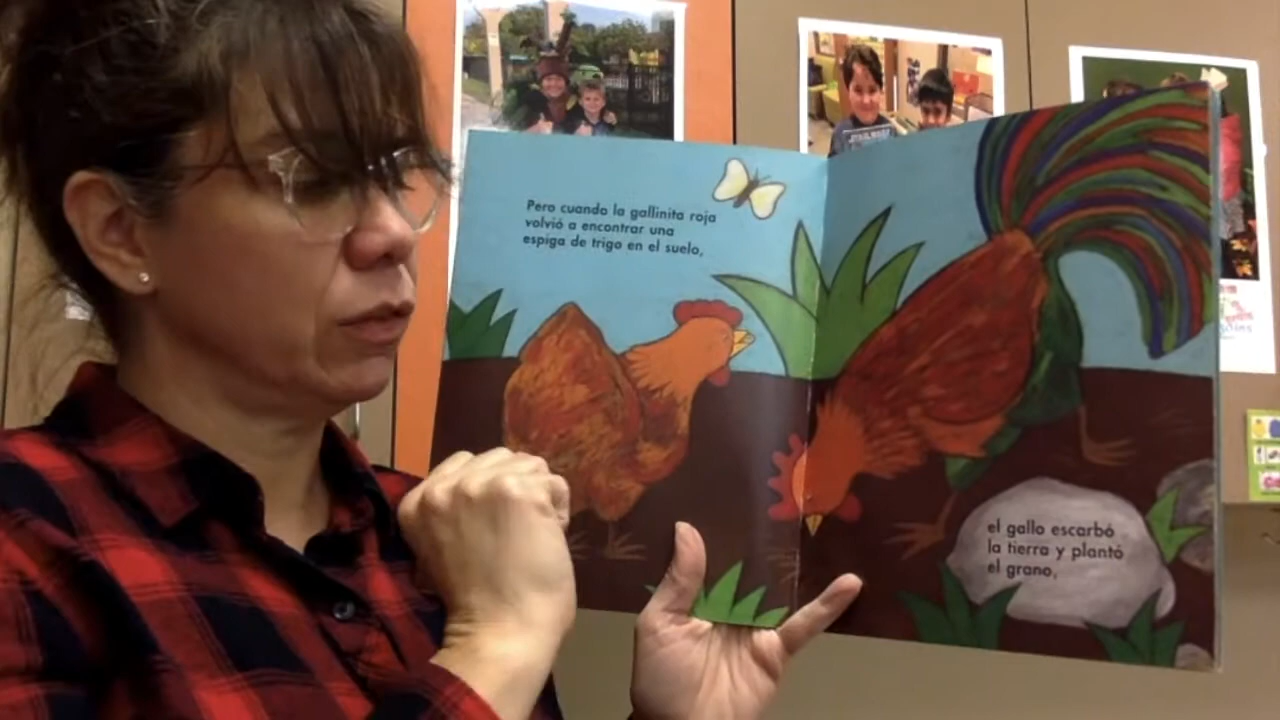 Pero cuando la gallinita roja
volvió a encontrar una
espiga de trigo en el suelo,
el gallo escarbó
la tierra y plantó
el grano,